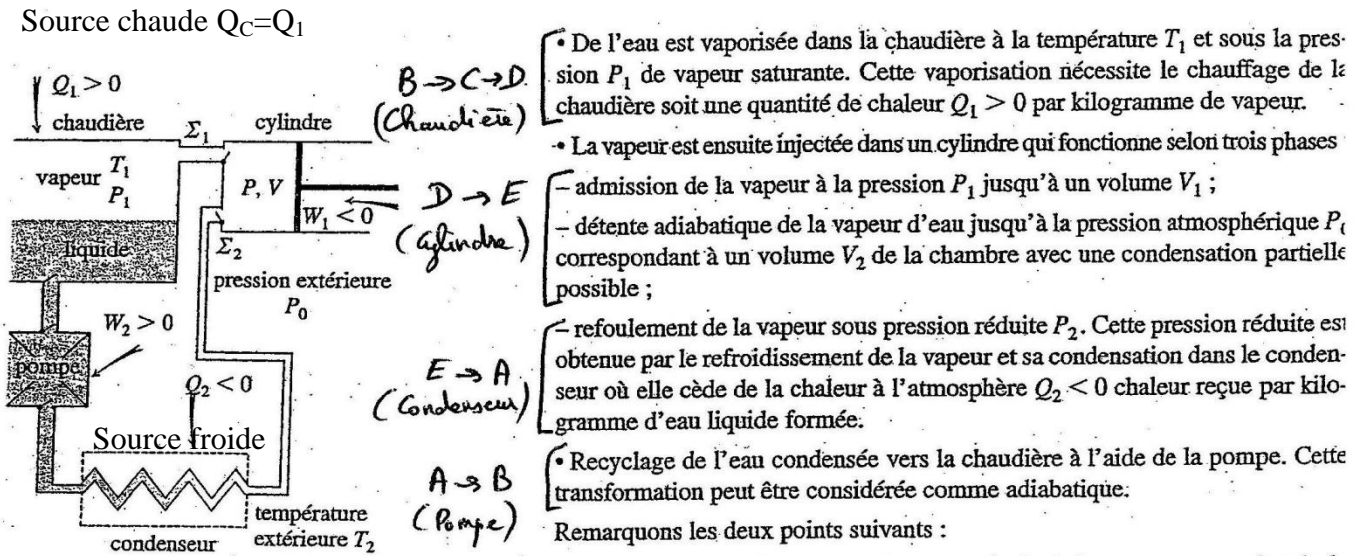 Source chaude Q_C=Q_1
Q_1 > 0
chaudière
Σ_1
cylindre
vapeur T_1
P_1
P, V
W_1 < 0
liquide
Σ_2
pression extérieure
P_0
W_2 > 0
pompe
Q_2 < 0
Source froide
condenseur
température
extérieure T_2
B → C → D
(Chaudière)
• De l'eau est vaporisée dans la chaudière à la température T_1 et sous la pres-
sion P_1 de vapeur saturante. Cette vaporisation nécessite le chauffage de la
chaudière soit une quantité de chaleur Q_1 > 0 par kilogramme de vapeur.
• La vapeur est ensuite injectée dans un cylindre qui fonctionne selon trois phases
D → E
(Cylindre)
– admission de la vapeur à la pression P_1 jusqu'à un volume V_1 ;
– détente adiabatique de la vapeur d'eau jusqu'à la pression atmosphérique P_0
correspondant à un volume V_2 de la chambre avec une condensation partielle
possible ;
E → A
(Condenseur)
– refoulement de la vapeur sous pression réduite P_2. Cette pression réduite est
obtenue par le refroidissement de la vapeur et sa condensation dans le conden-
seur où elle cède de la chaleur à l'atmosphère Q_2 < 0 chaleur reçue par kilo-
gramme d'eau liquide formée.
A → B
(Pompe)
• Recyclage de l'eau condensée vers la chaudière à l'aide de la pompe. Cette
transformation peut être considérée comme adiabatique.
Remarquons les deux points suivants :